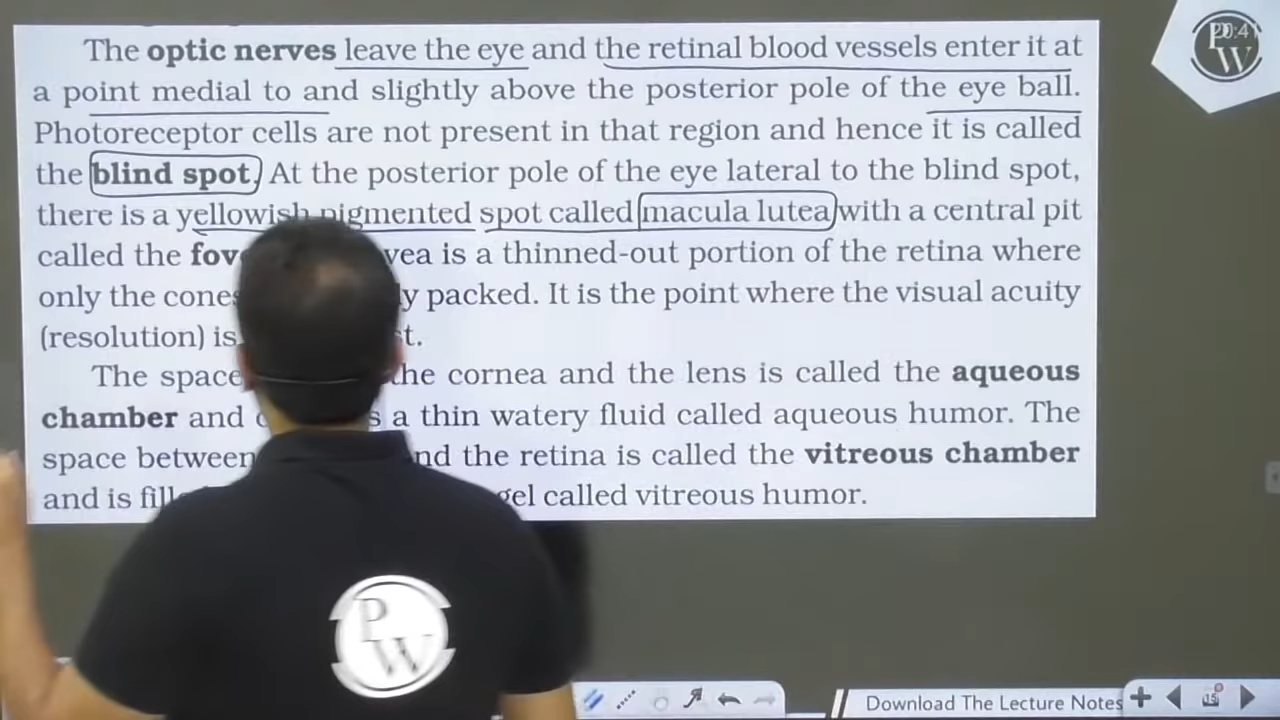 The optic nerves leave the eye and the retinal blood vessels enter it at
a point medial to and slightly above the posterior pole of the eye ball.
Photoreceptor cells are not present in that region and hence it is called
the blind spot. At the posterior pole of the eye lateral to the blind spot,
there is a yellowish pigmented spot called macula lutea with a central pit
called the is a thinned-out portion of the retina where
only the packed. It is the point where the visual acuity
(resolution) is
The space the cornea and the lens is called the aqueous
chamber and a thin watery fluid called aqueous humor. The
space between and the retina is called the vitreous chamber
and is gel called vitreous humor.
PW
PW
Download The Lecture Notes
15